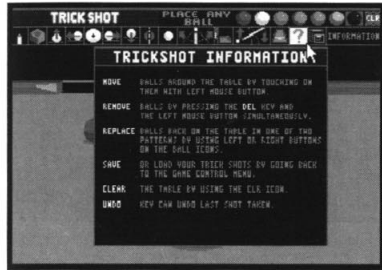 TRICKSHOT
PLACE ANY
BALL
CLR
?
INFORMATION
TRICKSHOT INFORMATION
MOVE BALLS AROUND THE TABLE BY TOUCHING ON
THEM WITH LEFT MOUSE BUTTON.
REMOVE BALLS BY PRESSING THE DEL KEY AND
THE LEFT MOUSE BUTTON SIMULTANEOUSLY.
REPLACE BALLS BACK ON THE TABLE IN ONE OF TWO
PATTERNS BY USING LEFT OR RIGHT BUTTONS
ON THE BALL ICONS.
SAVE OR LOAD YOUR TRICK SHOTS BY GOING BACK
TO THE GAME CONTROL MENU.
CLEAR THE TABLE BY USING THE CLR ICON.
UNDO KEY CAN UNDO LAST SHOT TAKEN.